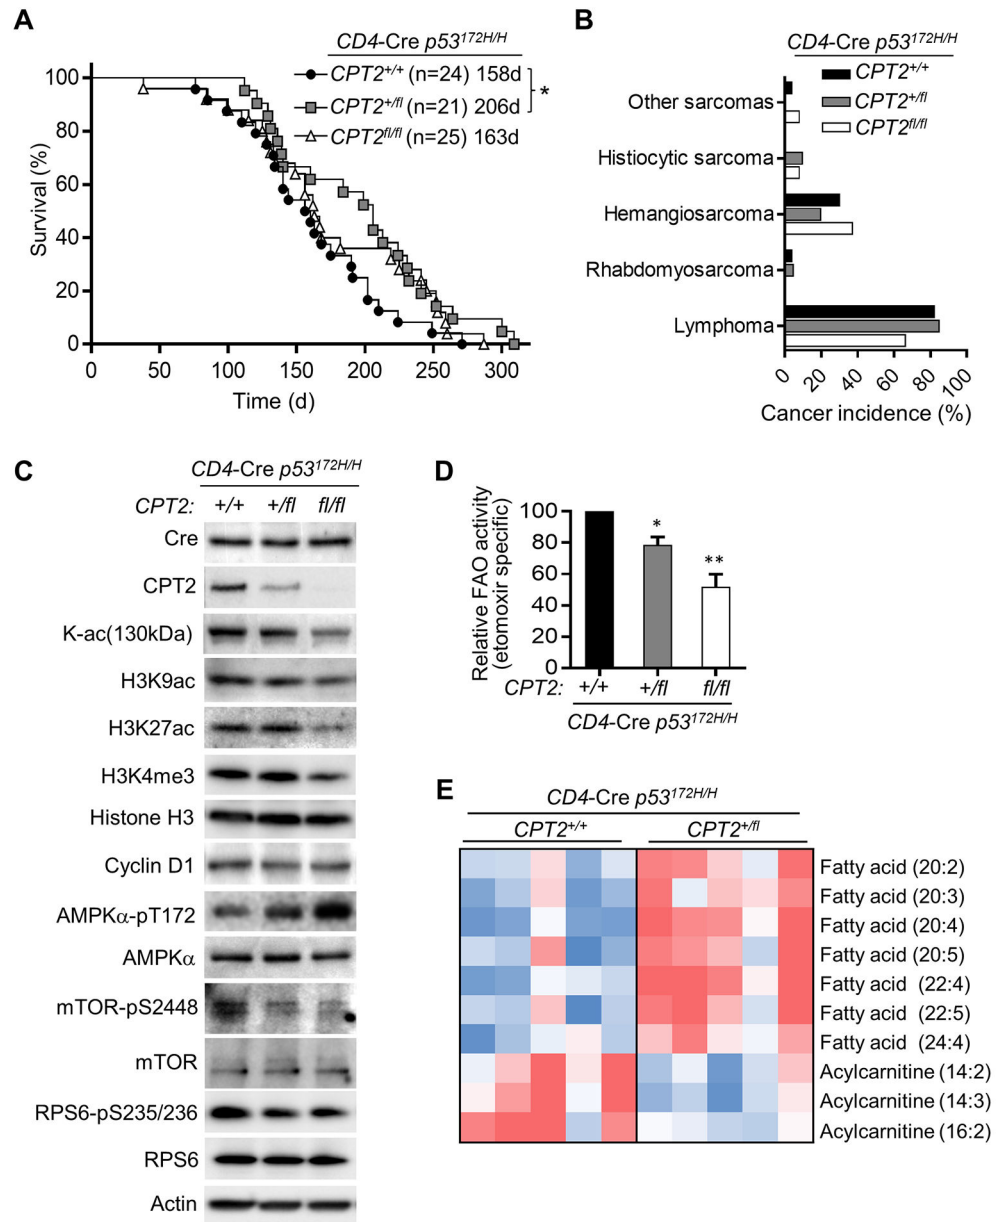 A
CD4-Cre p53172H/H
CPT2+/+ (n=24) 158d
CPT2+/fl (n=21) 206d
CPT2fl/fl (n=25) 163d
*
Survival (%)
100
80
60
40
20
0
0 50 100 150 200 250 300
Time (d)
B
CD4-Cre p53172H/H
CPT2+/+
CPT2+/fl
CPT2fl/fl
Other sarcomas
Histiocytic sarcoma
Hemangiosarcoma
Rhabdomyosarcoma
Lymphoma
0 20 40 60 80 100
Cancer incidence (%)
C
CD4-Cre p53172H/H
CPT2: +/+ +/fl fl/fl
Cre
CPT2
K-ac(130kDa)
H3K9ac
H3K27ac
H3K4me3
Histone H3
Cyclin D1
AMPKα-pT172
AMPKα
mTOR-pS2448
mTOR
RPS6-pS235/236
RPS6
Actin
D
Relative FAO activity
(etomoxir specific)
100
80
60
40
20
0
*
**
CPT2: +/+ +/fl fl/fl
CD4-Cre p53172H/H
E
CD4-Cre p53172H/H
CPT2+/+ CPT2+/fl
Fatty acid (20:2)
Fatty acid (20:3)
Fatty acid (20:4)
Fatty acid (20:5)
Fatty acid (22:4)
Fatty acid (22:5)
Fatty acid (24:4)
Acylcarnitine (14:2)
Acylcarnitine (14:3)
Acylcarnitine (16:2)